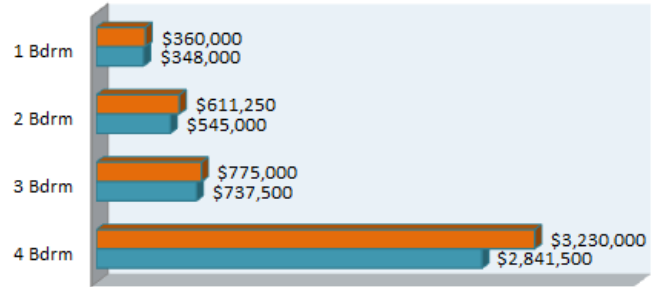 1 Bdrm
$360,000
$348,000
2 Bdrm
$611,250
$545,000
3 Bdrm
$775,000
$737,500
4 Bdrm
$3,230,000
$2,841,500